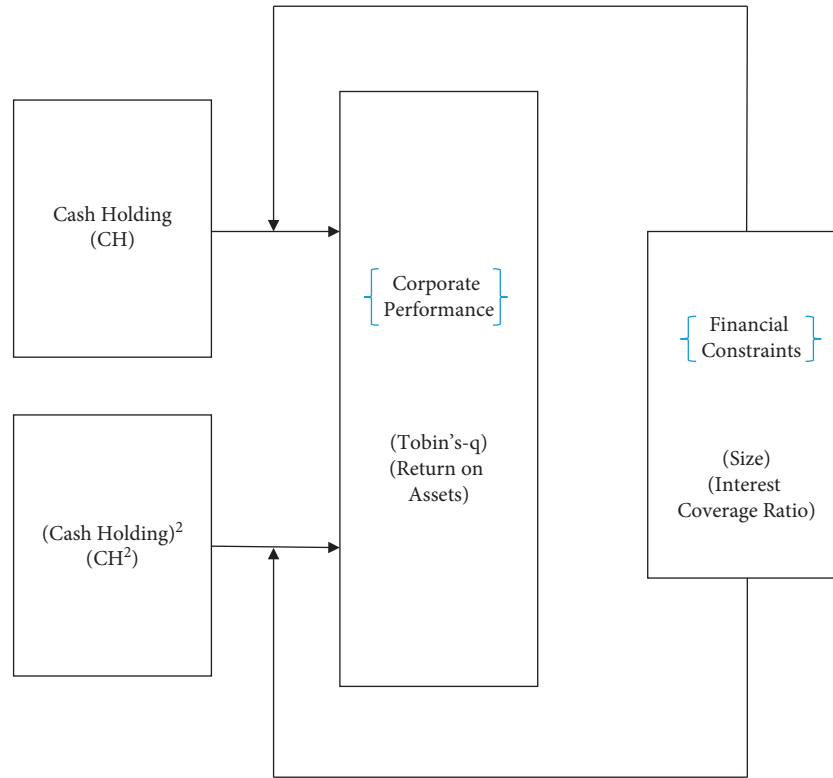 Cash Holding
(CH)
(Cash Holding)²
(CH²)
Corporate
Performance
(Tobin's-q)
(Return on
Assets)
Financial
Constraints
(Size)
(Interest
Coverage Ratio)